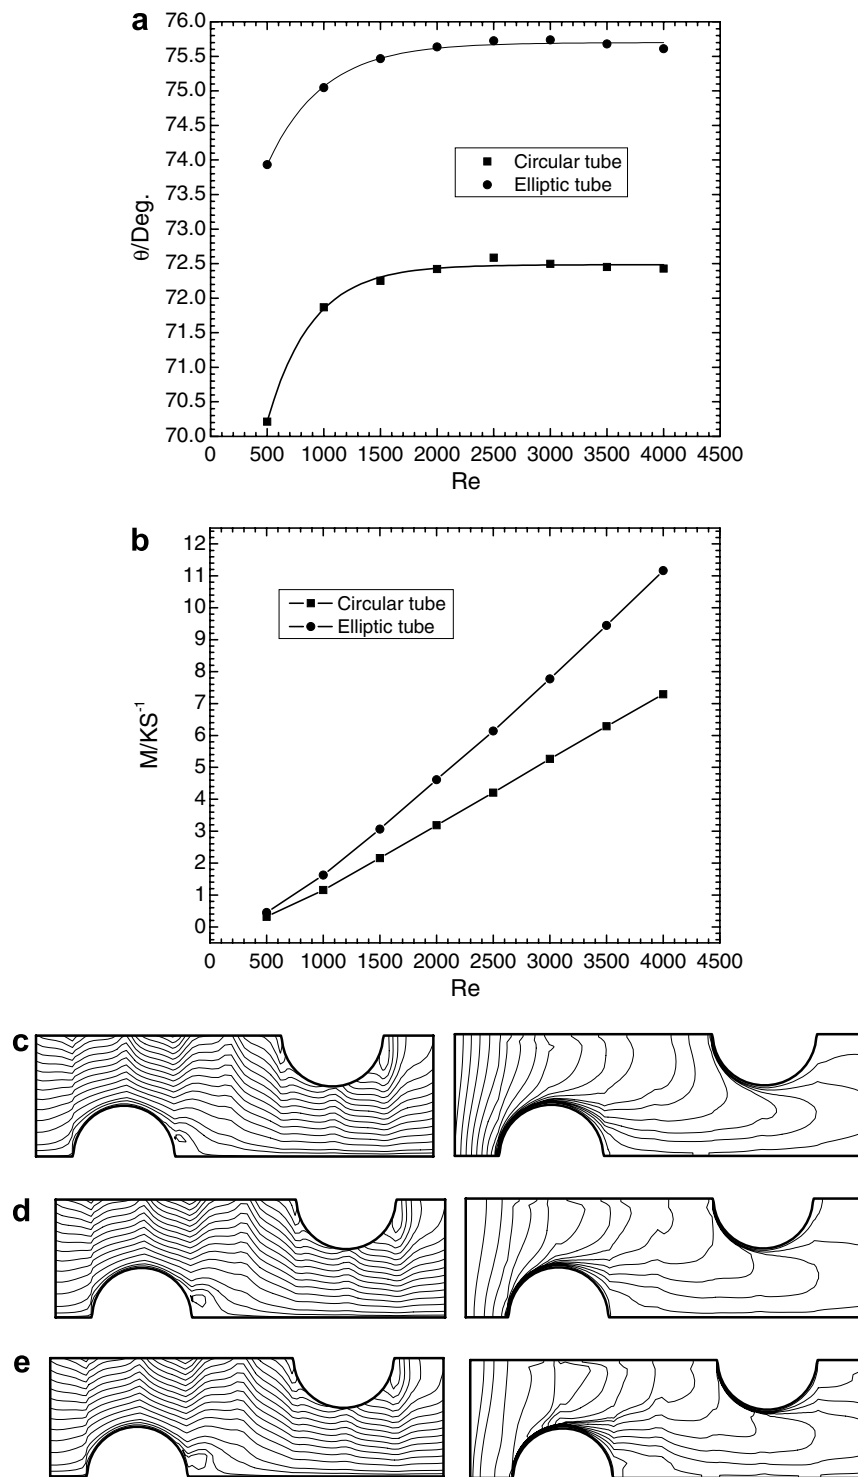 a
76.0
75.5
75.0
74.5
74.0
73.5
73.0
72.5
72.0
71.5
71.0
70.5
70.0
θ/Deg.
Circular tube
Elliptic tube
0 500 1000 1500 2000 2500 3000 3500 4000 4500
Re
b
12
11
10
9
8
7
6
5
4
3
2
1
0
M/KS⁻¹
Circular tube
Elliptic tube
0 500 1000 1500 2000 2500 3000 3500 4000 4500
Re
c
d
e